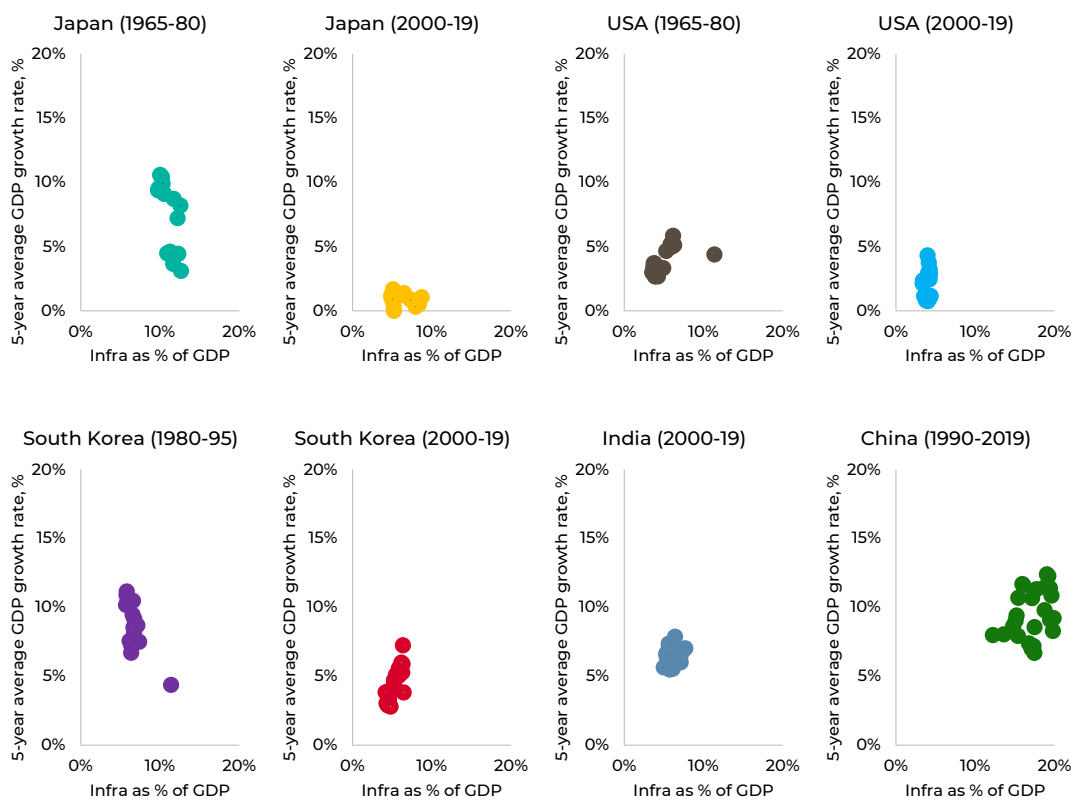 Japan (1965-80)
5-year average GDP growth rate, %
20%
15%
10%
5%
0%
0% 10% 20%
Infra as % of GDP
Japan (2000-19)
5-year average GDP growth rate, %
20%
15%
10%
5%
0%
0% 10% 20%
Infra as % of GDP
USA (1965-80)
5-year average GDP growth rate, %
20%
15%
10%
5%
0%
0% 10% 20%
Infra as % of GDP
USA (2000-19)
5-year average GDP growth rate, %
20%
15%
10%
5%
0%
0% 10% 20%
Infra as % of GDP
South Korea (1980-95)
5-year average GDP growth rate, %
20%
15%
10%
5%
0%
0% 10% 20%
Infra as % of GDP
South Korea (2000-19)
5-year average GDP growth rate, %
20%
15%
10%
5%
0%
0% 10% 20%
Infra as % of GDP
India (2000-19)
5-year average GDP growth rate, %
20%
15%
10%
5%
0%
0% 10% 20%
Infra as % of GDP
China (1990-2019)
5-year average GDP growth rate, %
20%
15%
10%
5%
0%
0% 10% 20%
Infra as % of GDP